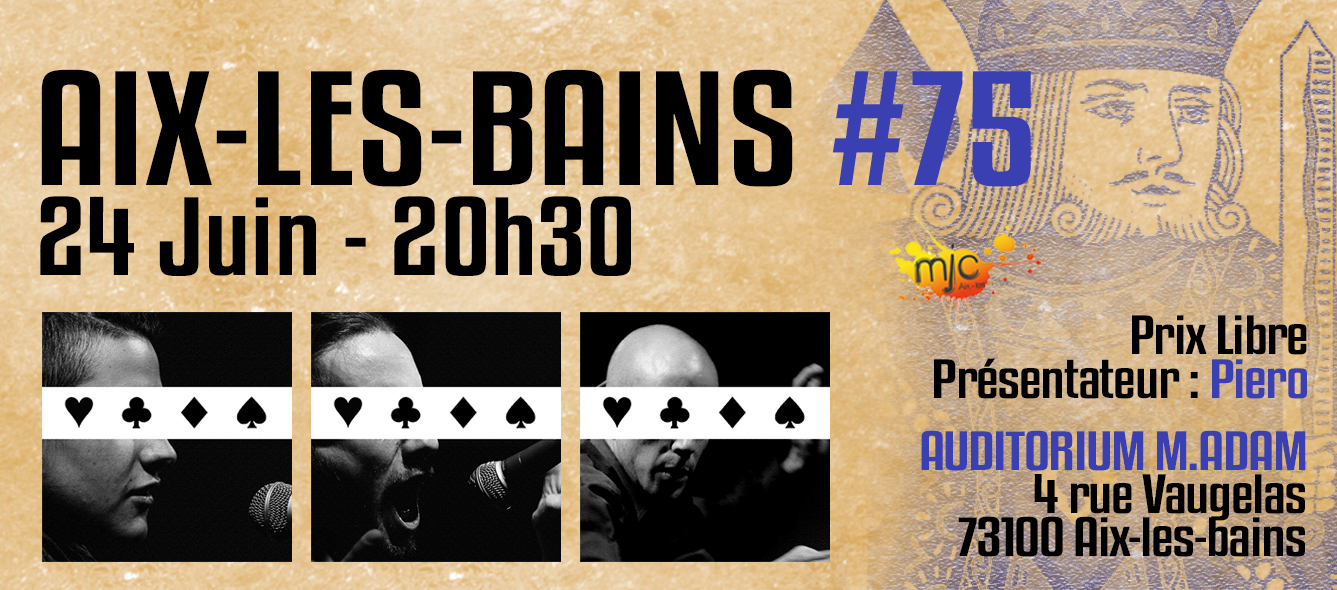 AIX-LES-BAINS #75
24 Juin - 20h30
mjc
Prix Libre
Présentateur : Piero
AUDITORIUM M.ADAM
4 rue Vaugelas
73100 Aix-les-bains